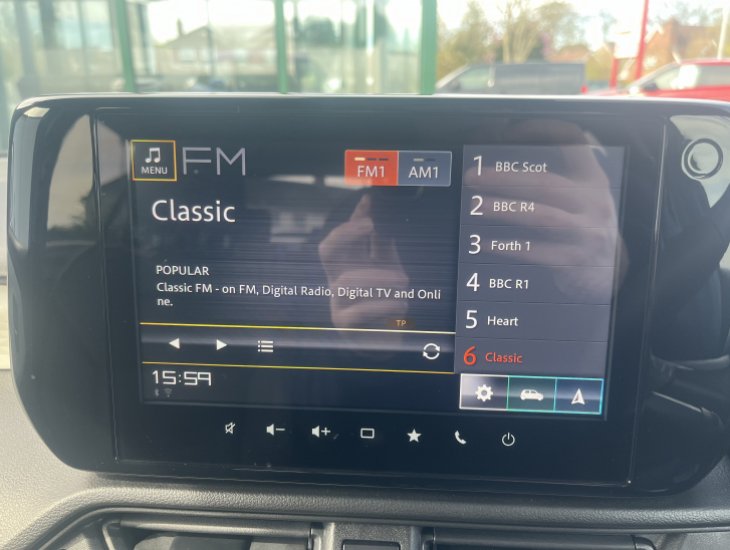 MENU FM
FM1 AM1
Classic
POPULAR
Classic FM - on FM, Digital Radio, Digital TV and Onli
ne.
TP
15:59
1 BBC Scot
2 BBC R4
3 Forth 1
4 BBC R1
5 Heart
6 Classic